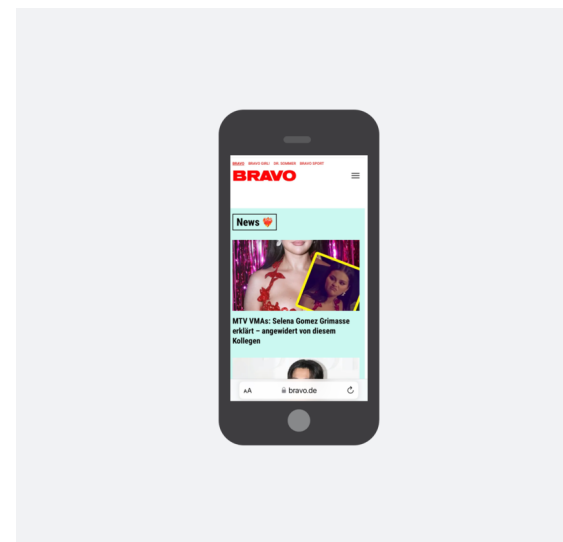 BRAVO BRAVO GIRL! DR. SOMMER BRAVO SPORT
BRAVO
News
MTV VMAs: Selena Gomez Grimasse
erklärt – angewidert von diesem
Kollegen
AA bravo.de